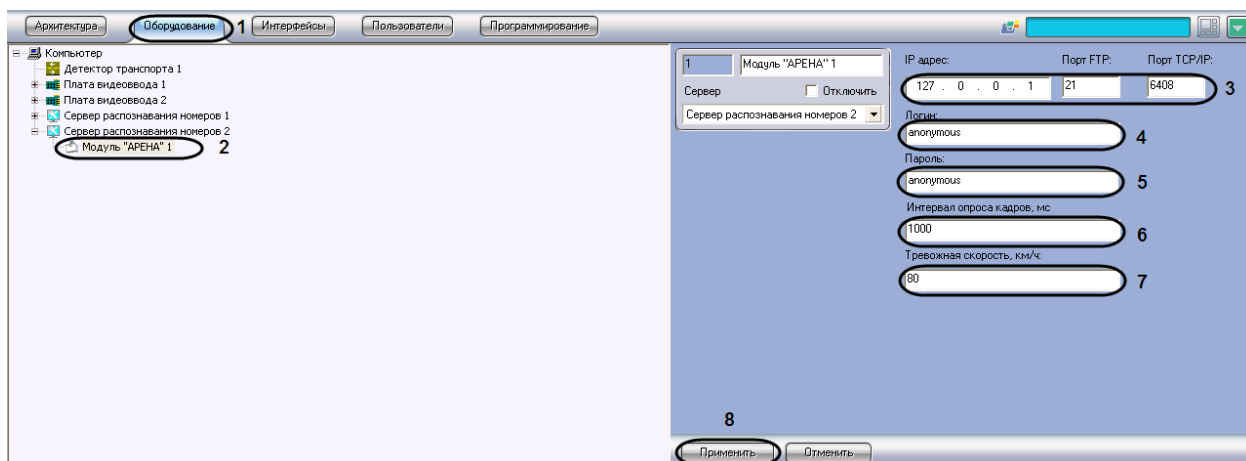 Архитектура Оборудование 1 Интерфейсы Пользователи Программирование
Компьютер
Детектор транспорта 1
Плата видеоввода 1
Плата видеоввода 2
Сервер распознавания номеров 1
Сервер распознавания номеров 2
Модуль "АРЕНА" 1 2
1 Модуль "АРЕНА" 1
Сервер Отключить
Сервер распознавания номеров 2
IP адрес: Порт FTP: Порт TCP/IP:
127 . 0 . 0 . 1 21 6408 3
Логин:
anonymous 4
Пароль:
anonymous 5
Интервал опроса кадров, мс
1000 6
Тревожная скорость, км/ч:
80 7
8
Применить Отменить